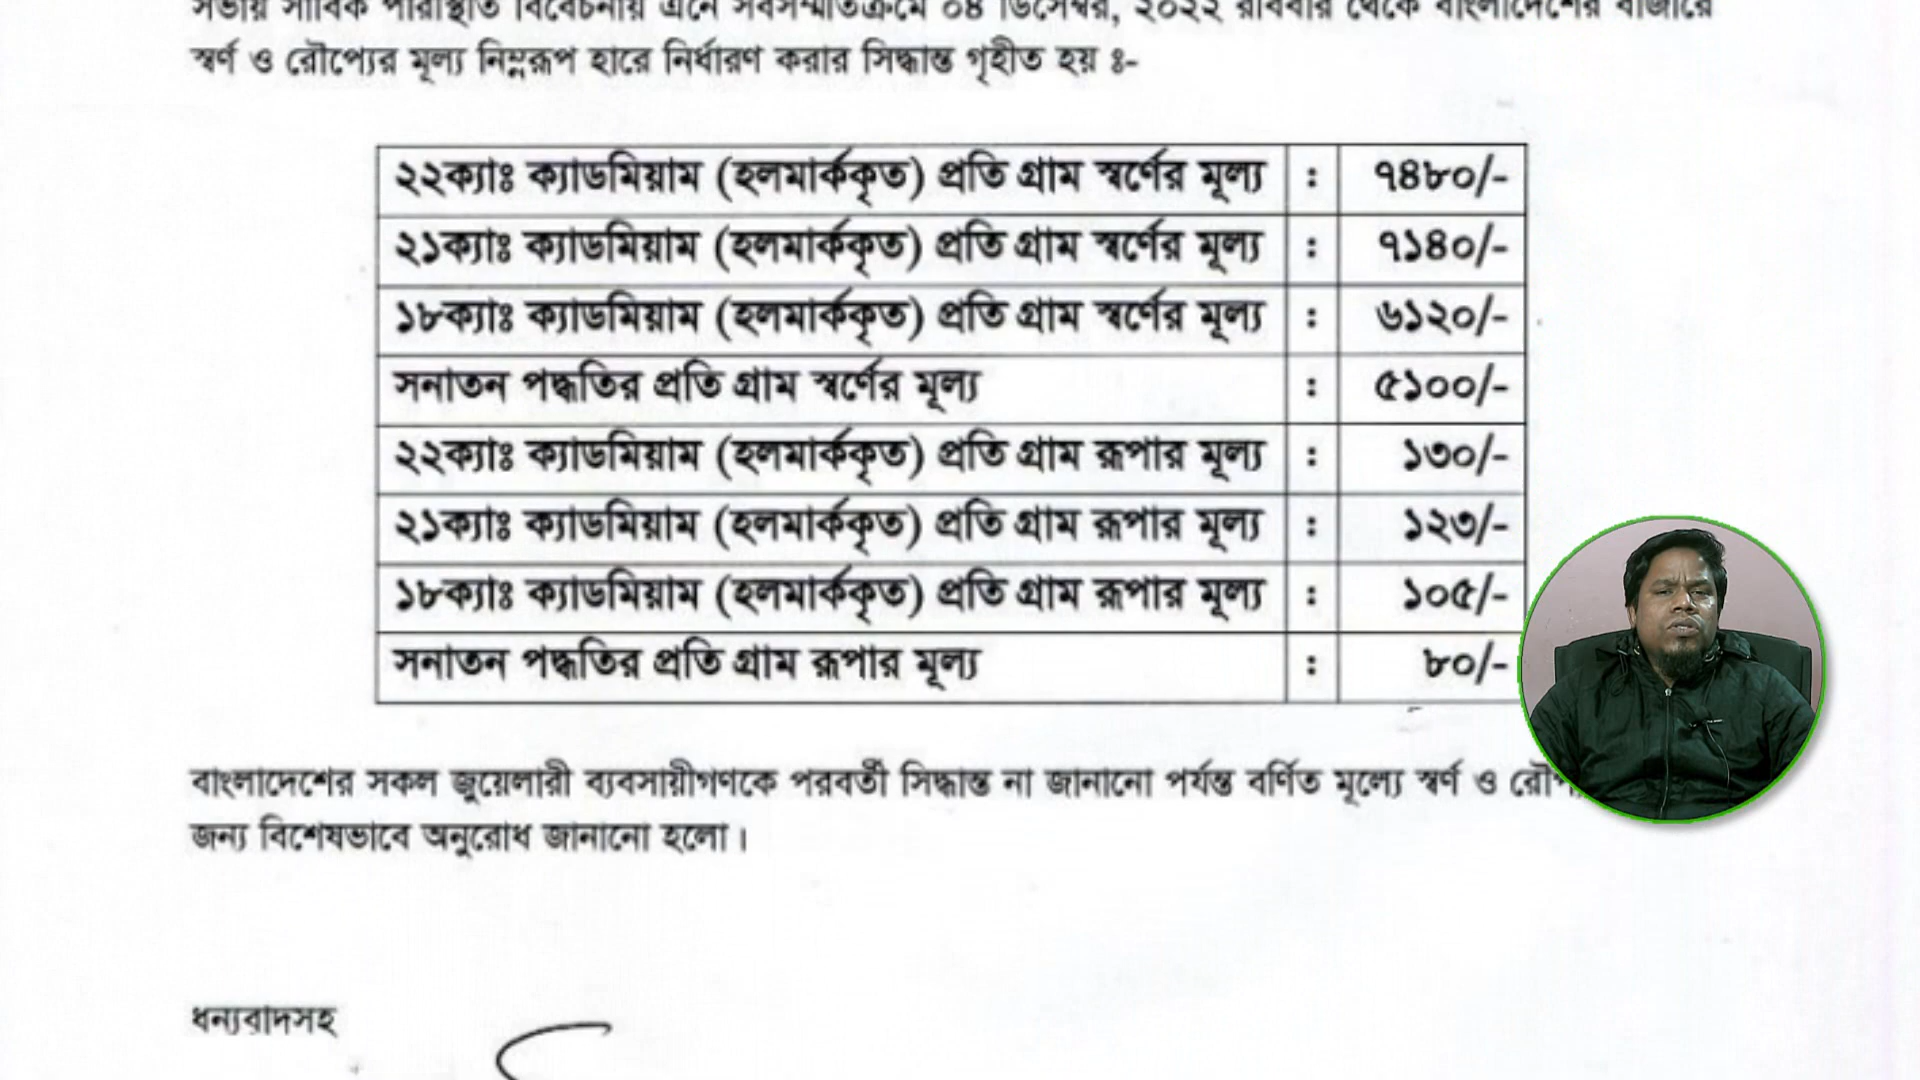 সভায় সার্বিক পরিস্থিতি বিবেচনায় এনে সর্বসম্মতিক্রমে ০৪ ডিসেম্বর, ২০২২ রবিবার থেকে বাংলাদেশের বাজারে
স্বর্ণ ও রৌপ্যের মূল্য নিম্নরূপ হারে নির্ধারণ করার সিদ্ধান্ত গৃহীত হয় ঃ-
২২ক্যাঃ ক্যাডমিয়াম (হলমার্ককৃত) প্রতি গ্রাম স্বর্ণের মূল্য : ৭৪৮০/-
২১ক্যাঃ ক্যাডমিয়াম (হলমার্ককৃত) প্রতি গ্রাম স্বর্ণের মূল্য : ৭১৪০/-
১৮ক্যাঃ ক্যাডমিয়াম (হলমার্ককৃত) প্রতি গ্রাম স্বর্ণের মূল্য : ৬১২০/-
সনাতন পদ্ধতির প্রতি গ্রাম স্বর্ণের মূল্য : ৫১০০/-
২২ক্যাঃ ক্যাডমিয়াম (হলমার্ককৃত) প্রতি গ্রাম রূপার মূল্য : ১৩০/-
২১ক্যাঃ ক্যাডমিয়াম (হলমার্ককৃত) প্রতি গ্রাম রূপার মূল্য : ১২৩/-
১৮ক্যাঃ ক্যাডমিয়াম (হলমার্ককৃত) প্রতি গ্রাম রূপার মূল্য : ১০৫/-
সনাতন পদ্ধতির প্রতি গ্রাম রূপার মূল্য : ৮০/-
বাংলাদেশের সকল জুয়েলারী ব্যবসায়ীগণকে পরবর্তী সিদ্ধান্ত না জানানো পর্যন্ত বর্ণিত মূল্যে স্বর্ণ ও
জন্য বিশেষভাবে অনুরোধ জানানো হলো।
ধন্যবাদসহ